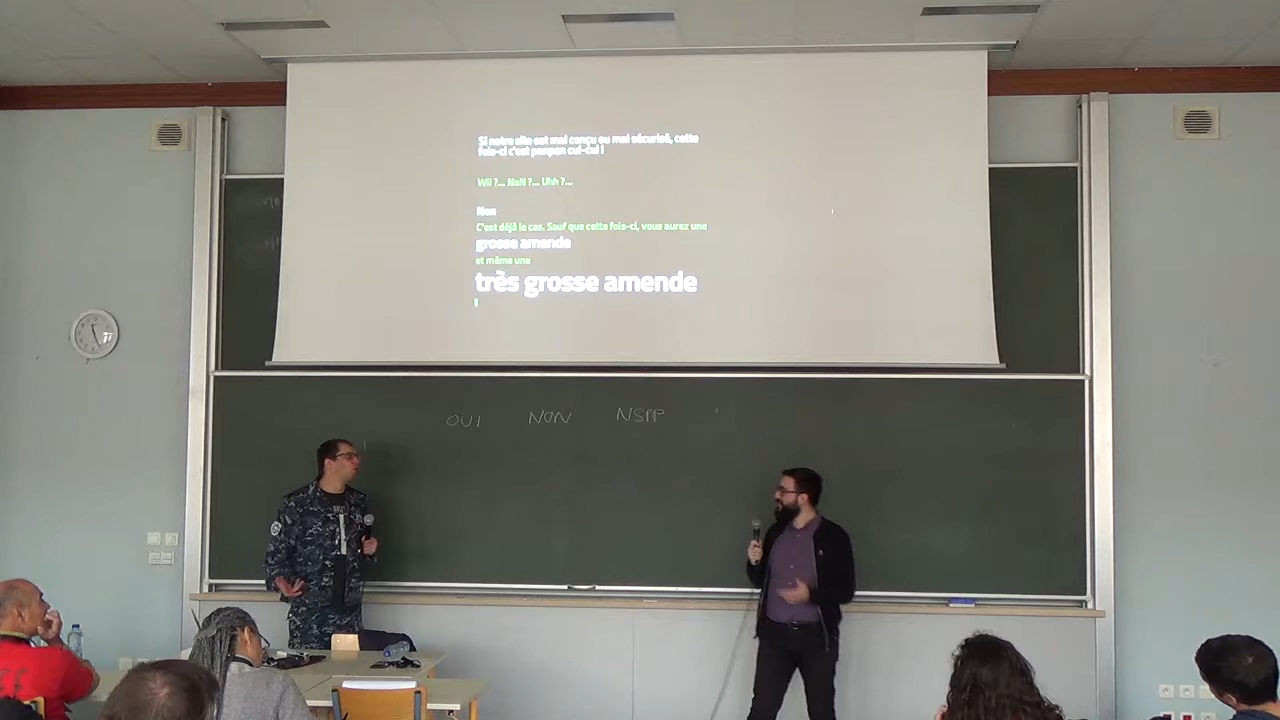 Si notre site est mal conçu ou mal sécurisé, cette
fois-ci c'est panpan cul-cul !
Wii ?... NaN ?... Uhh ?...
Non
C'est déjà le cas. Sauf que cette fois-ci, vous aurez une
grosse amende
et même une
très grosse amende
OUI NON NSPP